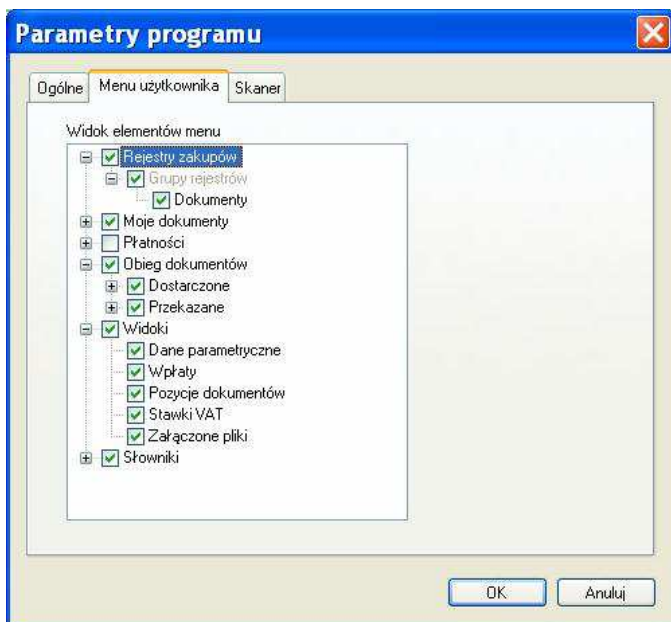 Parametry programu
Ogólne Menu użytkownika Skaner
Widok elementów menu
Rejestry zakupów
Grupy rejestrów
Dokumenty
Moje dokumenty
Płatności
Obieg dokumentów
Dostarczone
Przekazane
Widoki
Dane parametryczne
Wpłaty
Pozycje dokumentów
Stawki VAT
Załączone pliki
Słowniki
OK Anuluj